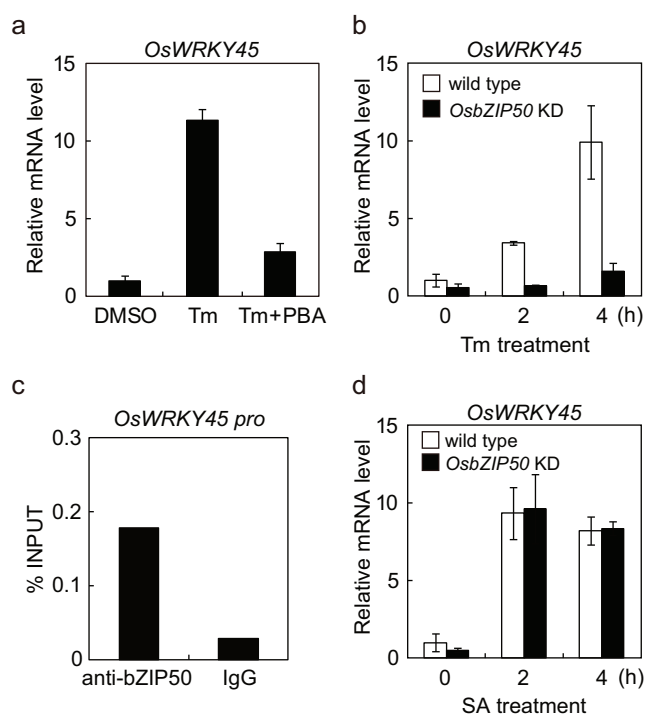 a
OsWRKY45
Relative mRNA level
15
10
5
0
DMSO
Tm
Tm+PBA
b
OsWRKY45
wild type
OsbZIP50 KD
Relative mRNA level
15
10
5
0
0
2
4 (h)
Tm treatment
c
OsWRKY45 pro
% INPUT
0.3
0.2
0.1
0
anti-bZIP50
IgG
d
OsWRKY45
wild type
OsbZIP50 KD
Relative mRNA level
15
10
5
0
0
2
4 (h)
SA treatment